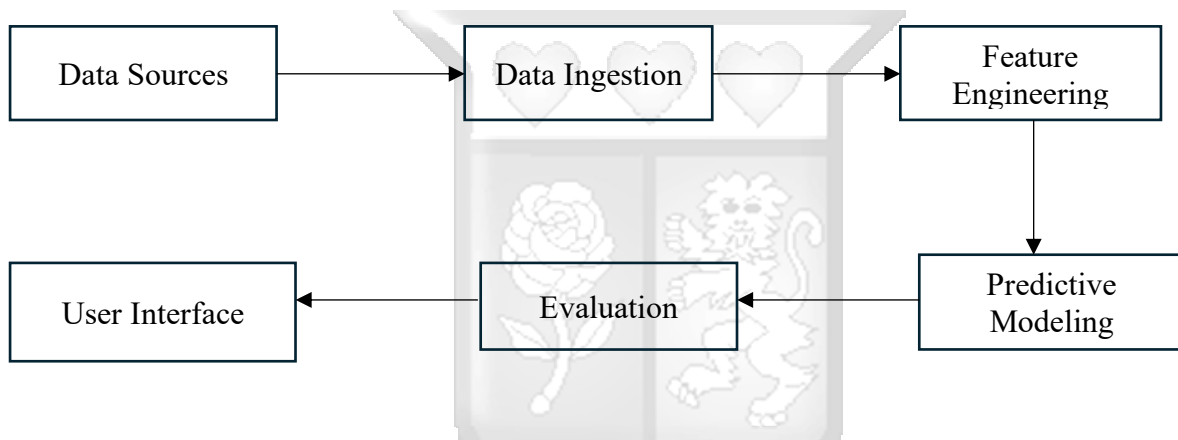 Data Sources
Data Ingestion
Feature
Engineering
User Interface
Evaluation
Predictive
Modeling